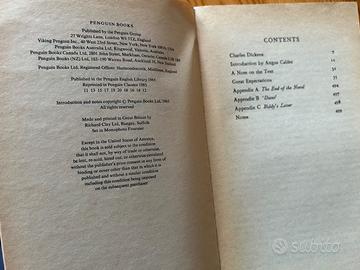 PENGUIN BOOKS
Published by the Penguin Group
27 Wrights Lane, London W8 5TZ, England
Viking Penguin Inc., 40 West 23rd Street, New York, New York
Penguin Books Australia Ltd, Ringwood, Victoria, Australia
Penguin Books Canada Ltd, 2801 John Street, Markham, Ontario, Canada
Penguin Books (NZ) Ltd, 182–190 Wairau Road, Auckland 10, New Zealand
Penguin Books Ltd, Registered Offices: Harmondsworth, Middlesex, England
Published in the Penguin English Library 1965
Reprinted in Penguin Classics 1985
Introduction and notes copyright © Penguin Books Ltd, 1965
All rights reserved
Made and printed in Great Britain by
Richard Clay Ltd, Bungay, Suffolk
Set in Monophoto Fournier
Except in the United States of America,
this book is sold subject to the condition
that it shall not, by way of trade or otherwise,
be lent, re-sold, hired out, or otherwise circulated
without the publisher's prior consent in any form of
binding or cover other than that in which it is
published and without a similar condition
including this condition being imposed
on the subsequent purchaser
CONTENTS
Charles Dickens 7
Introduction by Angus Calder 11
A Note on the Text
Great Expectations
Appendix A The End of the Novel
Appendix B 'Dates'
Appendix C Biddy's Letter
Notes
subito